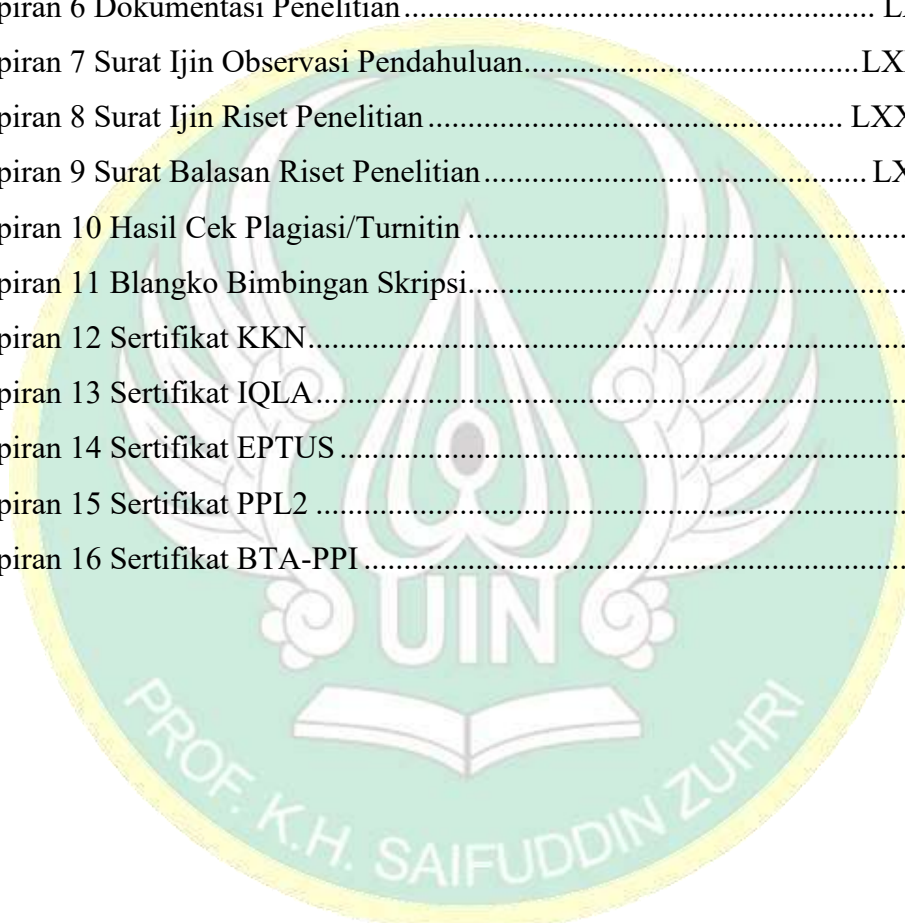 piran 6 Dokumentasi Penelitian ........................................................................ L
piran 7 Surat Ijin Observasi Pendahuluan...................................................LX
piran 8 Surat Ijin Riset Penelitian ............................................................... LXX
piran 9 Surat Balasan Riset Penelitian.......................................................... LX
piran 10 Hasil Cek Plagiasi/Turnitin ...................................................................
piran 11 Blangko Bimbingan Skripsi...................................................................
piran 12 Sertifikat KKN...........................................................................................
piran 13 Sertifikat IQLA..........................................................................................
piran 14 Sertifikat EPTUS ......................................................................................
piran 15 Sertifikat PPL2 .........................................................................................
piran 16 Sertifikat BTA-PPI ..................................................................................
UIN
PROF. K.H. SAIFUDDIN ZUHRI